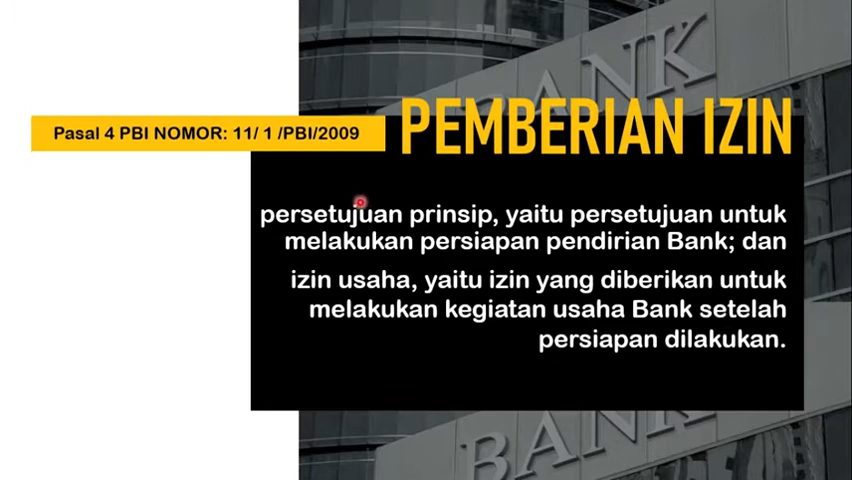 BANK
PEMBERIAN IZIN
Pasal 4 PBI NOMOR: 11/ 1 /PBI/2009
persetujuan prinsip, yaitu persetujuan untuk
melakukan persiapan pendirian Bank; dan
izin usaha, yaitu izin yang diberikan untuk
melakukan kegiatan usaha Bank setelah
persiapan dilakukan.
BANK